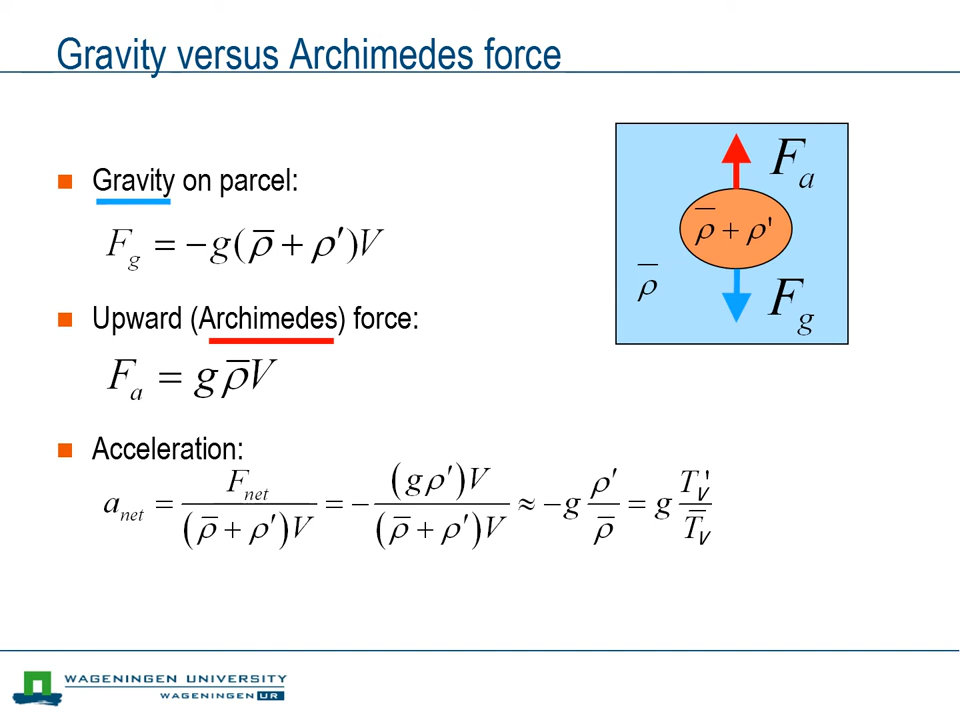 Gravity versus Archimedes force
Gravity on parcel:
F_g = −g(ρ̅ + ρ′)V
Upward (Archimedes) force:
F_a = g ρ̅V
Acceleration:
a_net = F_net / ((ρ̅ + ρ′)V) = − (gρ′)V / ((ρ̅ + ρ′)V) ≈ −g ρ′/ρ̅ = g T_v'/T̅_v
F_a
ρ̅ + ρ'
ρ̅
F_g
WAGENINGEN UNIVERSITY
WAGENINGEN UR